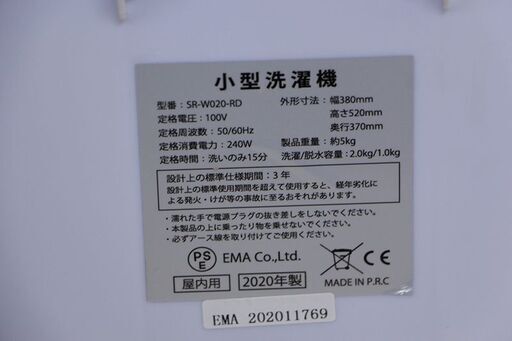 小型洗濯機
型番：SR-W020-RD
外形寸法：幅380mm
定格電圧：100V
高さ520mm
定格周波数：50/60Hz
奥行370mm
定格消費電力：240W
製品重量：約5kg
定格時間：洗いのみ15分
洗濯/脱水容量：2.0kg/1.0kg
設計上の標準仕様期間：3 年
設計上の標準使用期間を超えて使用すると、経年劣化に
よる発火・けが等の事故に至るおそれがあります。
・濡れた手で電源プラグの抜き差しをしないでください。
・本製品の上に乗ったり物を乗せないでください。
・必ずアース線を取り付けてご使用ください。
PS
E
EMA Co.,Ltd.
CE
屋内用
2020年製
MADE IN P.R.C
EMA 202011769